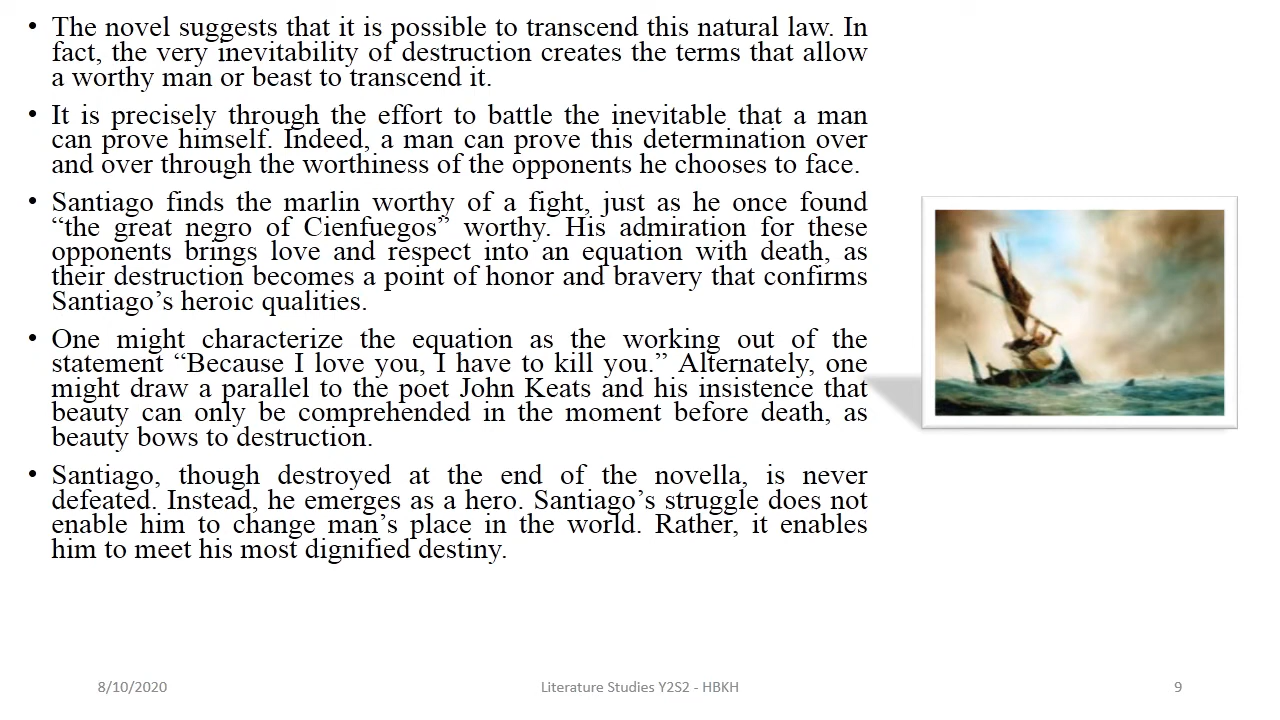 • The novel suggests that it is possible to transcend this natural law. In
fact, the very inevitability of destruction creates the terms that allow
a worthy man or beast to transcend it.
• It is precisely through the effort to battle the inevitable that a man
can prove himself. Indeed, a man can prove this determination over
and over through the worthiness of the opponents he chooses to face.
• Santiago finds the marlin worthy of a fight, just as he once found
“the great negro of Cienfuegos” worthy. His admiration for these
opponents brings love and respect into an equation with death, as
their destruction becomes a point of honor and bravery that confirms
Santiago’s heroic qualities.
• One might characterize the equation as the working out of the
statement “Because I love you, I have to kill you.” Alternately, one
might draw a parallel to the poet John Keats and his insistence that
beauty can only be comprehended in the moment before death, as
beauty bows to destruction.
• Santiago, though destroyed at the end of the novella, is never
defeated. Instead, he emerges as a hero. Santiago’s struggle does not
enable him to change man’s place in the world. Rather, it enables
him to meet his most dignified destiny.
8/10/2020
Literature Studies Y2S2 - HBKH
9